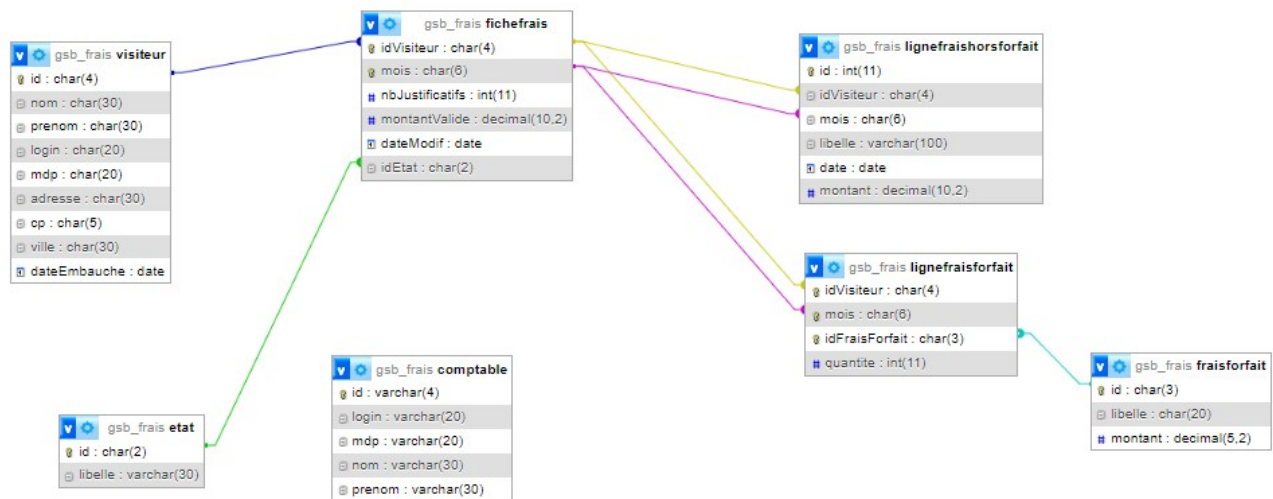 gsb_frais visiteur
id : char(4)
nom : char(30)
prenom : char(30)
login : char(20)
mdp : char(20)
adresse : char(30)
cp : char(5)
ville : char(30)
dateEmbauche : date
gsb_frais fichefrais
idVisiteur : char(4)
mois : char(6)
nbJustificatifs : int(11)
montantValide : decimal(10,2)
dateModif : date
idEtat : char(2)
gsb_frais lignefraishorsforfait
id : int(11)
idVisiteur : char(4)
mois : char(6)
libelle : varchar(100)
date : date
montant : decimal(10,2)
gsb_frais lignefraisforfait
idVisiteur : char(4)
mois : char(6)
idFraisForfait : char(3)
quantite : int(11)
gsb_frais fraisforfait
id : char(3)
libelle : char(20)
montant : decimal(5,2)
gsb_frais comptable
id : varchar(4)
login : varchar(20)
mdp : varchar(20)
nom : varchar(30)
prenom : varchar(30)
gsb_frais etat
id : char(2)
libelle : varchar(30)